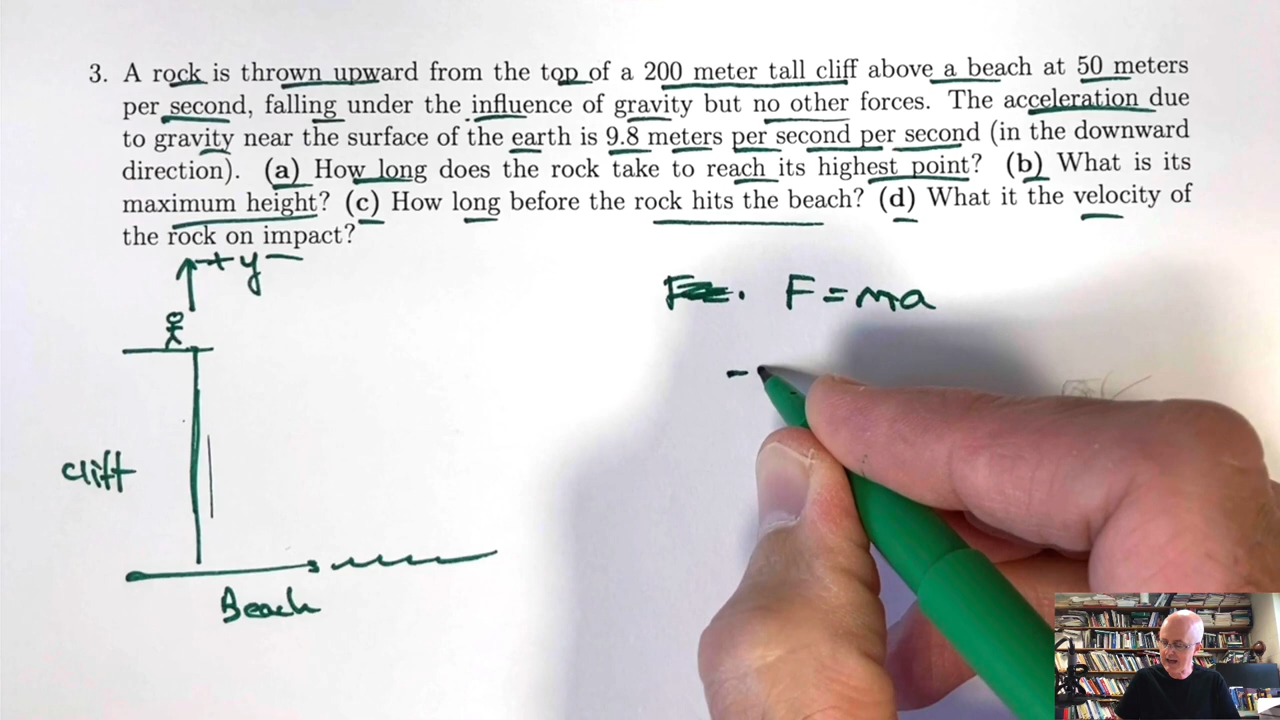 3. A rock is thrown upward from the top of a 200 meter tall cliff above a beach at 50 meters
per second, falling under the influence of gravity but no other forces. The acceleration due
to gravity near the surface of the earth is 9.8 meters per second per second (in the downward
direction). (a) How long does the rock take to reach its highest point? (b) What is its
maximum height? (c) How long before the rock hits the beach? (d) What it the velocity of
the rock on impact?
+y
F=ma
-
Cliff
Beach